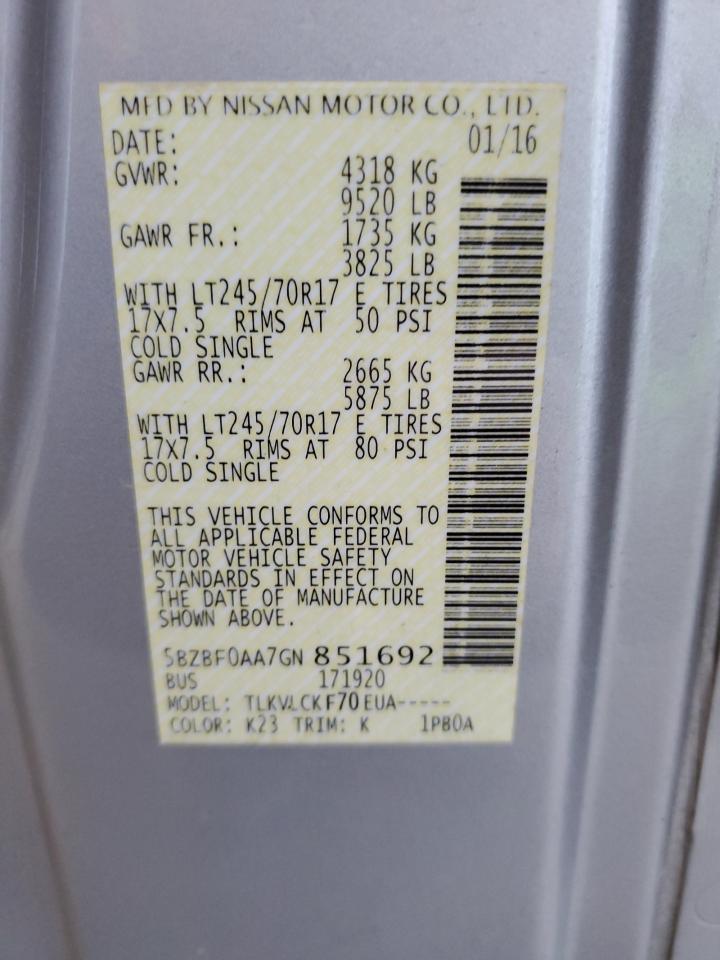 MFD BY NISSAN MOTOR CO., LTD.
DATE: 01/16
GVWR: 4318 KG
9520 LB
GAWR FR.: 1735 KG
3825 LB
WITH LT245/70R17 E TIRES
17X7.5 RIMS AT 50 PSI
COLD SINGLE
GAWR RR.: 2665 KG
5875 LB
WITH LT245/70R17 E TIRES
17X7.5 RIMS AT 80 PSI
COLD SINGLE
THIS VEHICLE CONFORMS TO
ALL APPLICABLE FEDERAL
MOTOR VEHICLE SAFETY
STANDARDS IN EFFECT ON
THE DATE OF MANUFACTURE
SHOWN ABOVE.
5BZBF0AA7GN 851692
BUS 171920
MODEL: TLKVLCKF70EUA-----
COLOR: K23 TRIM: K 1PB0A